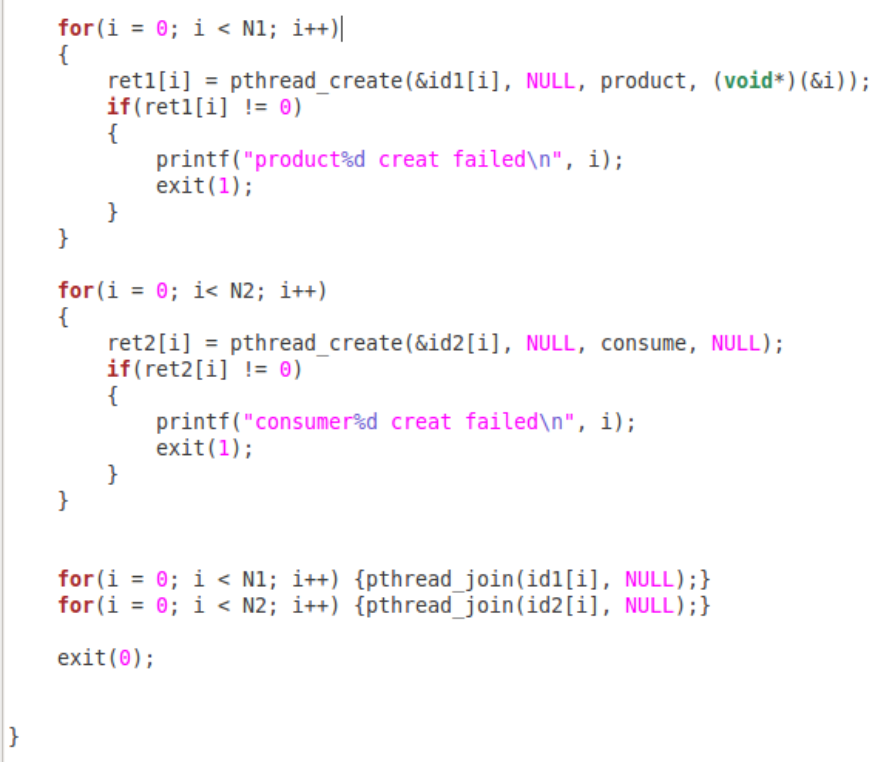 for(i = 0; i < N1; i++)
{
ret1[i] = pthread_create(&id1[i], NULL, product, (void*)(&i));
if(ret1[i] != 0)
{
printf("product%d creat failed\n", i);
exit(1);
}
}
for(i = 0; i< N2; i++)
{
ret2[i] = pthread_create(&id2[i], NULL, consume, NULL);
if(ret2[i] != 0)
{
printf("consumer%d creat failed\n", i);
exit(1);
}
}
for(i = 0; i < N1; i++) {pthread_join(id1[i], NULL);}
for(i = 0; i < N2; i++) {pthread_join(id2[i], NULL);}
exit(0);
}